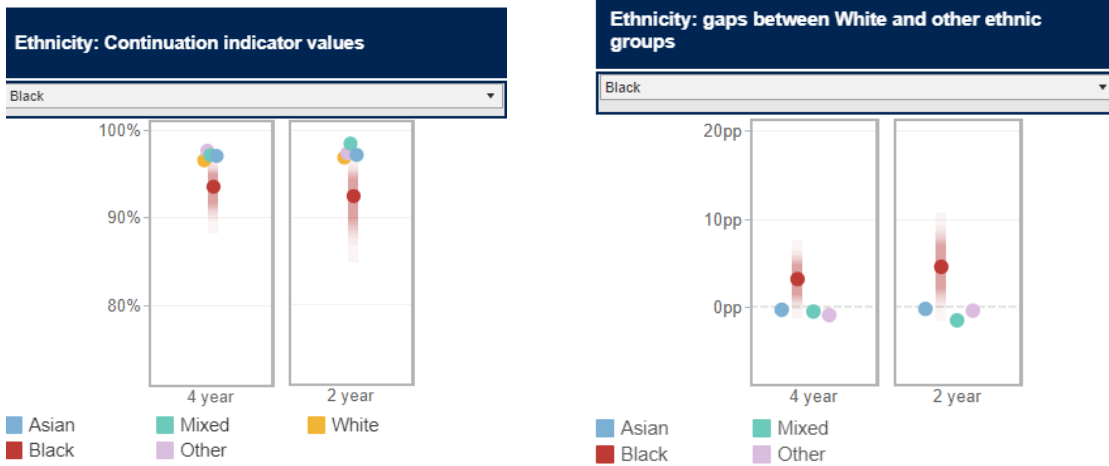 Ethnicity: Continuation indicator values
Black
100%
90%
80%
4 year
2 year
Asian
Mixed
White
Black
Other
Ethnicity: gaps between White and other ethnic
groups
Black
20pp
10pp
0pp
4 year
2 year
Asian
Mixed
Black
Other